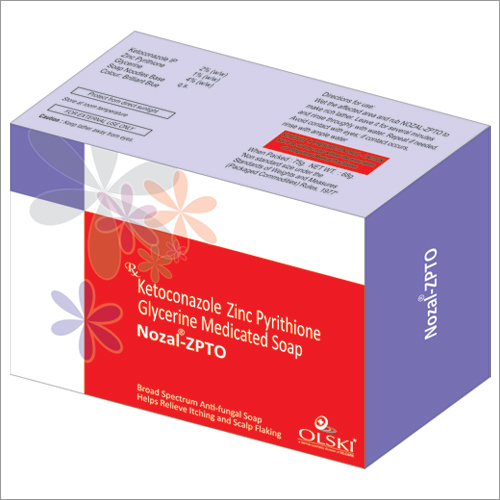 Ketoconazole IP 2% (w/w)
Zinc Pyrithione 1% (w/w)
Glycerine 4% (w/w)
Soap Noodles Base q.s.
Colour: Brilliant Blue
Protect from direct sunlight
Store at room temperature
FOR EXTERNAL USE ONLY
Caution : Keep lather away from eyes.
Directions for use:
Wet the affected area and rub NOZAL-ZPTO to
make rich lather. Leave it for several minutes
and rinse throughly with water. Repeat if needed.
Avoid contact with eyes. if contact occurs.
rinse with ample water
When Packed : 75g NET WT. : 68g
"Non standard size under the
(Standards of Weights and Measures
(Packaged Commodities) Rules, 1977"
Rx
Ketoconazole Zinc Pyrithione
Glycerine Medicated Soap
Nozal®-ZPTO
Broad Spectrum Anti-fungal Soap
Helps Relieve Itching and Scalp Flaking
OLSKI®
Nozal®-ZPTO